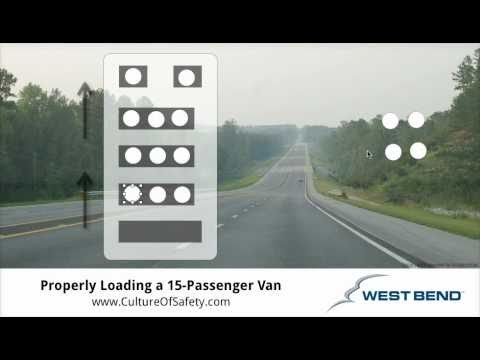 Properly Loading a 15-Passenger Van
www.CultureOfSafety.com
WEST BEND